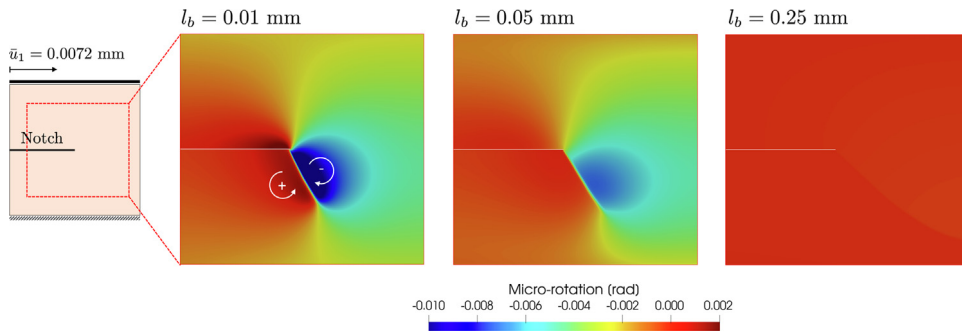 l_b = 0.01 mm
l_b = 0.05 mm
l_b = 0.25 mm
ū₁ = 0.0072 mm
Notch
+
-
Micro-rotation (rad)
-0.010 -0.008 -0.006 -0.004 -0.002 0.000 0.002